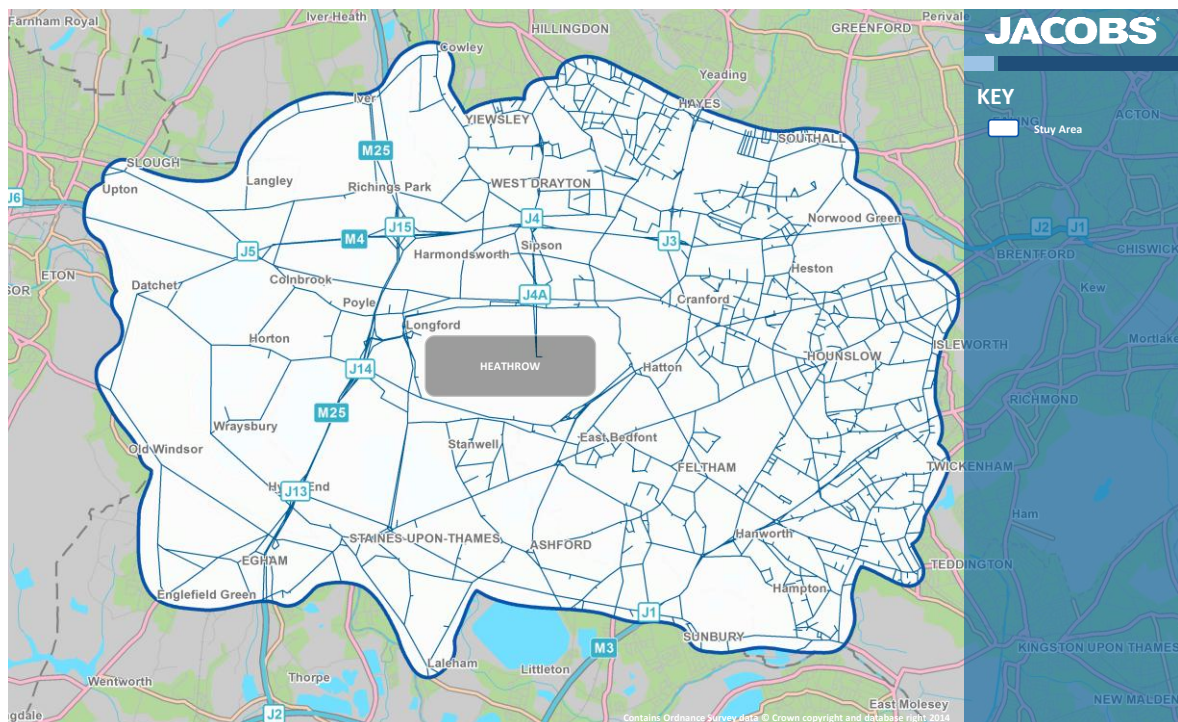 Farnham Royal
Iver Heath
HILLINGDON
GREENFORD
Perivale
JACOBS
Cowley
Yeading
KEY
Iver
HAYES
ACTON
YIEWSLEY
Stuy Area
SOUTHALL
M25
SLOUGH
Langley
Richings Park
WEST DRAYTON
Upton
J6
J15
J4
Norwood Green
J2
J1
M4
J3
J5
Sipson
CHISWICK
Harmondsworth
BRENTFORD
ETON
Heston
Colnbrook
Datchet
Kew
J4A
Cranford
Poyle
Longford
Horton
Mortlake
ISLEWORTH
HOUNSLOW
HEATHROW
Hatton
J14
RICHMOND
M25
Wraysbury
East Bedfont
Stanwell
Old Windsor
FELTHAM
TWICKENHAM
J13
Ham
STAINES-UPON-THAMES
Hanworth
ASHFORD
EGHAM
TEDDINGTON
Hampton
Englefield Green
J1
SUNBURY
M3
KINGSTON UPON THAMES
Laleham
Littleton
Thorpe
Wentworth
NEW MALDEN
East Molesey
J2
Contains Ordnance Survey data © Crown copyright and database right 2014